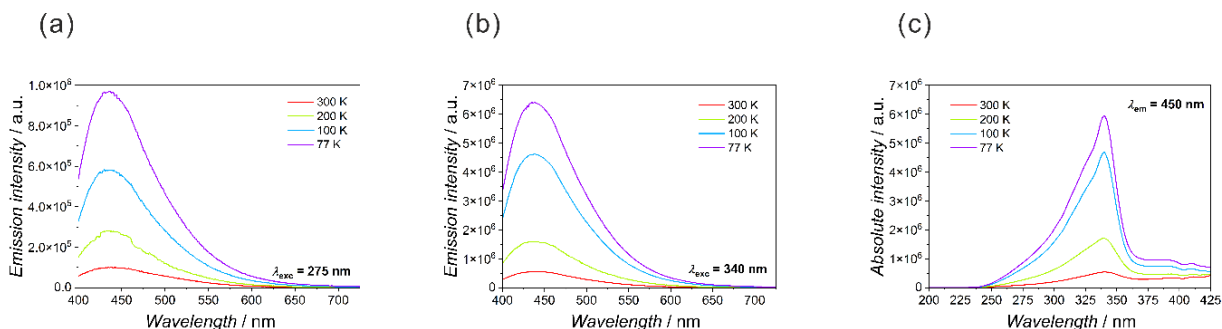 (a)
(b)
(c)
Emission intensity / a.u.
1.0×10⁶
8.0×10⁵
6.0×10⁵
4.0×10⁵
2.0×10⁵
0.0
300 K
200 K
100 K
77 K
λexc = 275 nm
400 450 500 550 600 650 700
Wavelength / nm
Emission intensity / a.u.
7×10⁶
6×10⁶
5×10⁶
4×10⁶
3×10⁶
2×10⁶
1×10⁶
0
300 K
200 K
100 K
77 K
λexc = 340 nm
400 450 500 550 600 650 700
Wavelength / nm
Absolute intensity / a.u.
7×10⁶
6×10⁶
5×10⁶
4×10⁶
3×10⁶
2×10⁶
1×10⁶
0
λem = 450 nm
300 K
200 K
100 K
77 K
200 225 250 275 300 325 350 375 400 425
Wavelength / nm